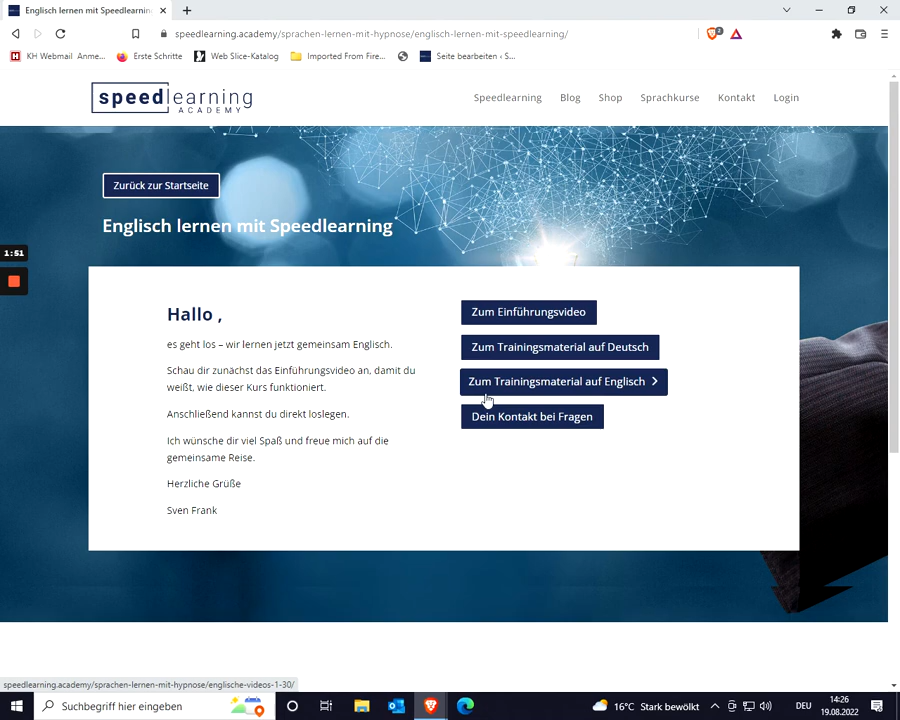 Englisch lernen mit Speedlearnin
speedlearning.academy/sprachen-lernen-mit-hypnose/englisch-lernen-mit-speedlearning/
2
KH Webmail Anme...
Erste Schritte
Web Slice-Katalog
Imported From Fire...
Seite bearbeiten ‹ S...
speedlearning
ACADEMY
Speedlearning Blog Shop Sprachkurse Kontakt Login
Zurück zur Startseite
Englisch lernen mit Speedlearning
1:51
Hallo ,
es geht los – wir lernen jetzt gemeinsam Englisch.
Schau dir zunächst das Einführungsvideo an, damit du
weißt, wie dieser Kurs funktioniert.
Anschließend kannst du direkt loslegen.
Ich wünsche dir viel Spaß und freue mich auf die
gemeinsame Reise.
Herzliche Grüße
Sven Frank
Zum Einführungsvideo
Zum Trainingsmaterial auf Deutsch
Zum Trainingsmaterial auf Englisch
Dein Kontakt bei Fragen
speedlearning.academy/sprachen-lernen-mit-hypnose/englische-videos-1-30/
Suchbegriff hier eingeben
16°C Stark bewölkt
DEU
14:26
19.08.2022